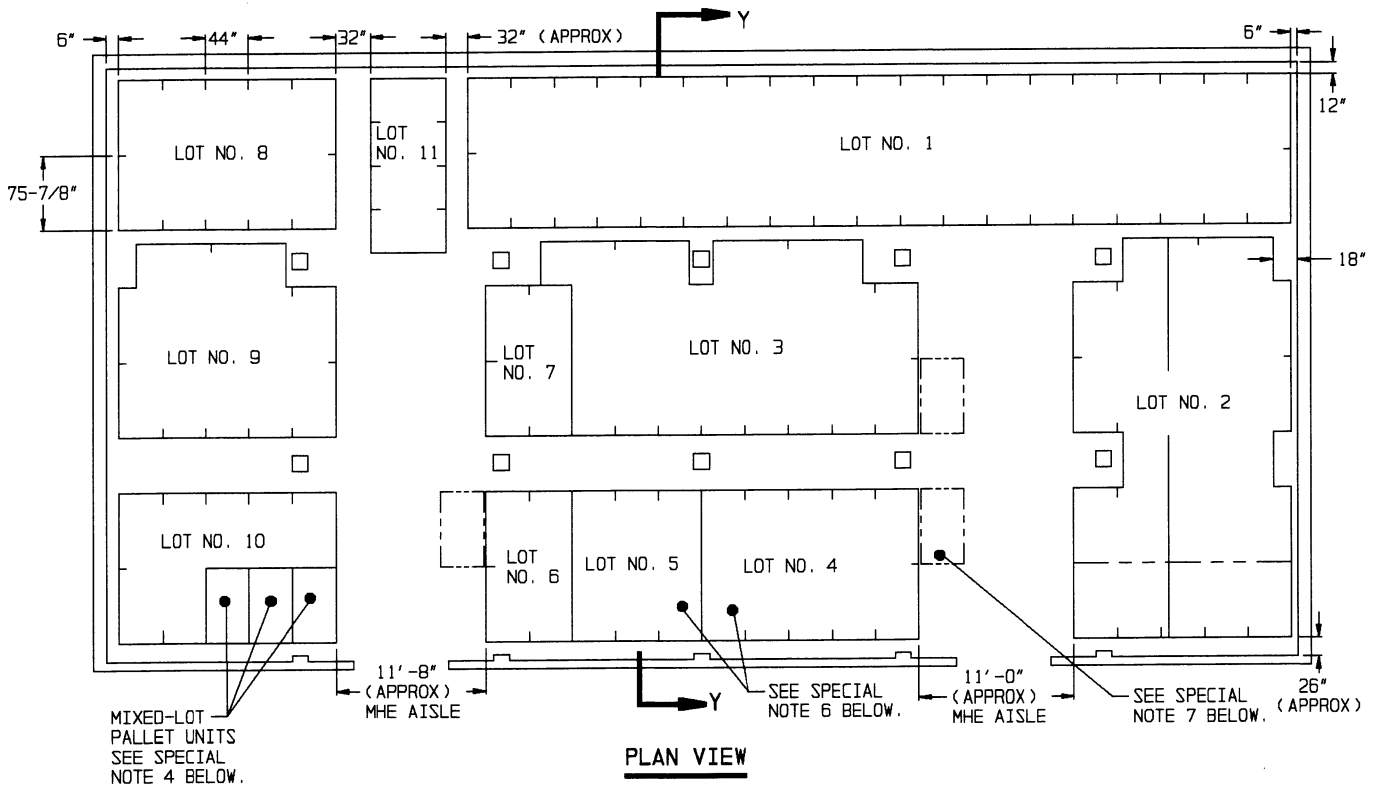 Y
6"
44"
32"
32" (APPROX)
6"
12"
LOT NO. 8
LOT
NO. 11
LOT NO. 1
75-7/8"
18"
LOT NO. 9
LOT
NO. 7
LOT NO. 3
LOT NO. 2
LOT NO. 10
LOT
NO. 6
LOT NO. 5
LOT NO. 4
11'-8"
(APPROX)
MHE AISLE
Y
SEE SPECIAL
NOTE 6 BELOW.
11'-0"
(APPROX)
MHE AISLE
SEE SPECIAL
NOTE 7 BELOW.
26"
(APPROX)
MIXED-LOT
PALLET UNITS
SEE SPECIAL
NOTE 4 BELOW.
PLAN VIEW